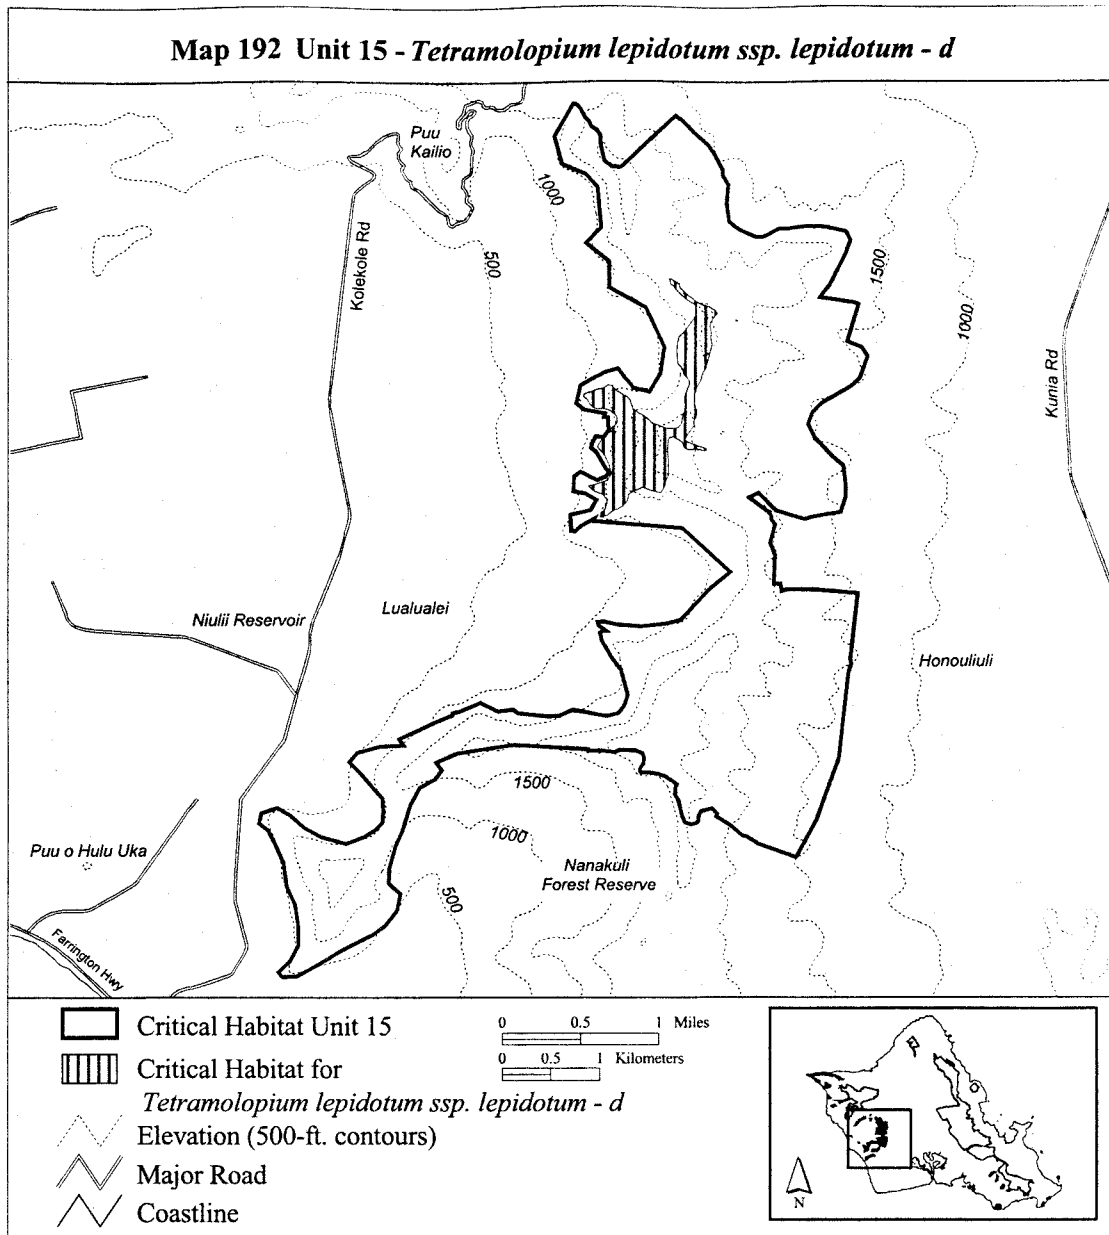 Map 192 Unit 15 - Tetramolopium lepidotum ssp. lepidotum - d
Puu
Kailio
1000
Kolekole Rd
500
1500
1000
Kunia Rd
Niulii Reservoir
Lualualei
Honouliuli
1500
1000
Puu o Hulu Uka
Nanakuli
Forest Reserve
500
Farrington Hwy
Critical Habitat Unit 15
0 0.5 1 Miles
0 0.5 1 Kilometers
Critical Habitat for
Tetramolopium lepidotum ssp. lepidotum - d
Elevation (500-ft. contours)
Major Road
Coastline
N